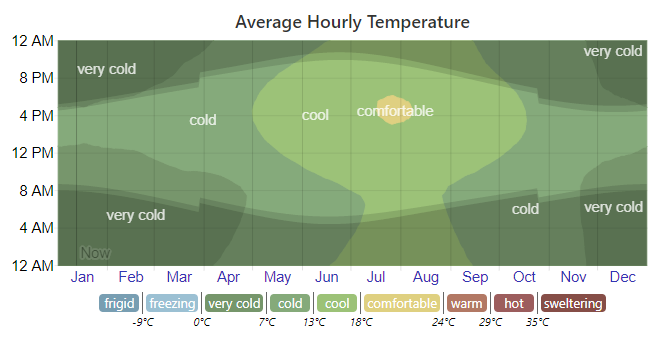 Average Hourly Temperature
12 AM
very cold
very cold
8 PM
4 PM
cold
cool
comfortable
12 PM
8 AM
very cold
cold
very cold
4 AM
Now
12 AM
Jan Feb Mar Apr May Jun Jul Aug Sep Oct Nov Dec
frigid freezing very cold cold cool comfortable warm hot sweltering
-9°C 0°C 7°C 13°C 18°C 24°C 29°C 35°C